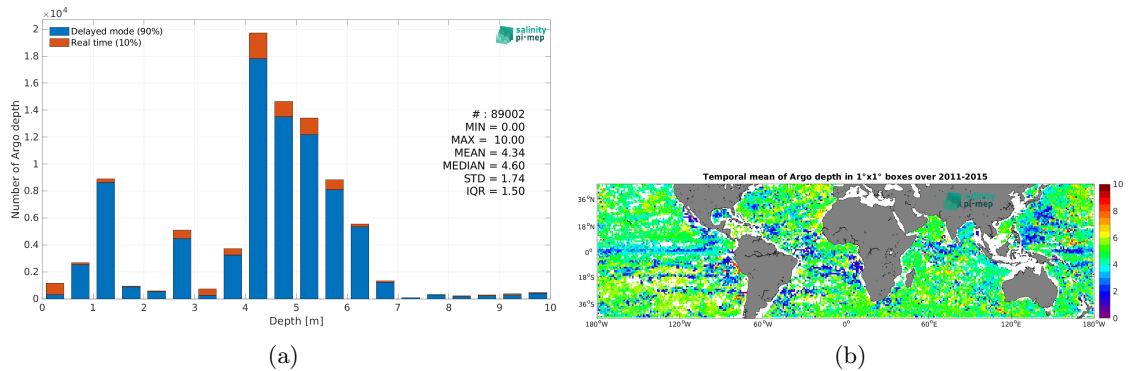 ×10⁴
Delayed mode (90%)
Real time (10%)
salinity
pi-mep
Number of Argo depth
2
1.8
1.6
1.4
1.2
1
0.8
0.6
0.4
0.2
0
# : 89002
MIN = 0.00
MAX = 10.00
MEAN = 4.34
MEDIAN = 4.60
STD = 1.74
IQR = 1.50
0 1 2 3 4 5 6 7 8 9 10
Depth [m]
(a)
Temporal mean of Argo depth in 1°x1° boxes over 2011-2015
salinity
pi-mep
36°N
18°N
0°
18°S
36°S
180°W 120°W 60°W 0° 60°E 120°E 180°W
10
8
6
4
2
0
(b)